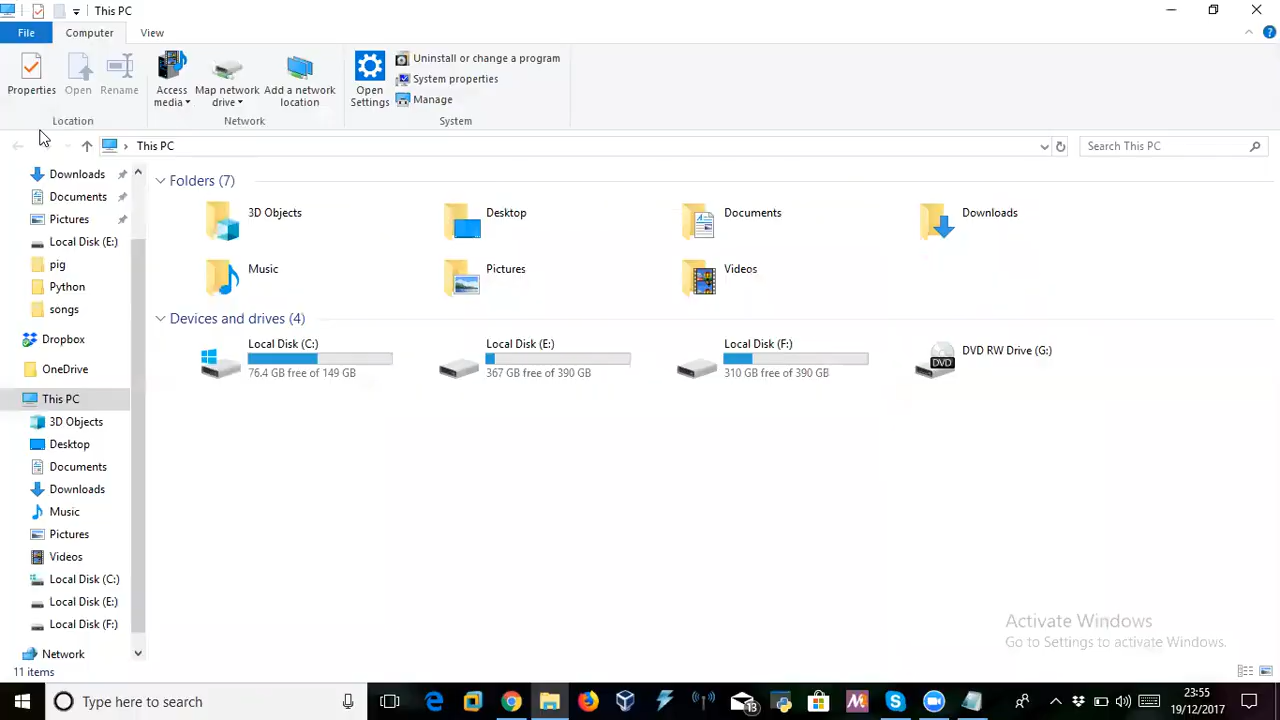 This PC
File Computer View
Properties Open Rename Access media Map network drive Add a network location Open Settings Uninstall or change a program
System properties
Manage
Location Network System
This PC Search This PC
Downloads
Documents
Pictures
Local Disk (E:)
pig
Python
songs
Dropbox
OneDrive
This PC
3D Objects
Desktop
Documents
Downloads
Music
Pictures
Videos
Local Disk (C:)
Local Disk (E:)
Local Disk (F:)
Network
Folders (7)
3D Objects Desktop Documents Downloads
Music Pictures Videos
Devices and drives (4)
Local Disk (C:) Local Disk (E:) Local Disk (F:) DVD RW Drive (G:)
76.4 GB free of 149 GB 367 GB free of 390 GB 310 GB free of 390 GB
DVD
Activate Windows
Go to Settings to activate Windows.
11 items
Type here to search
13
23:55
19/12/2017